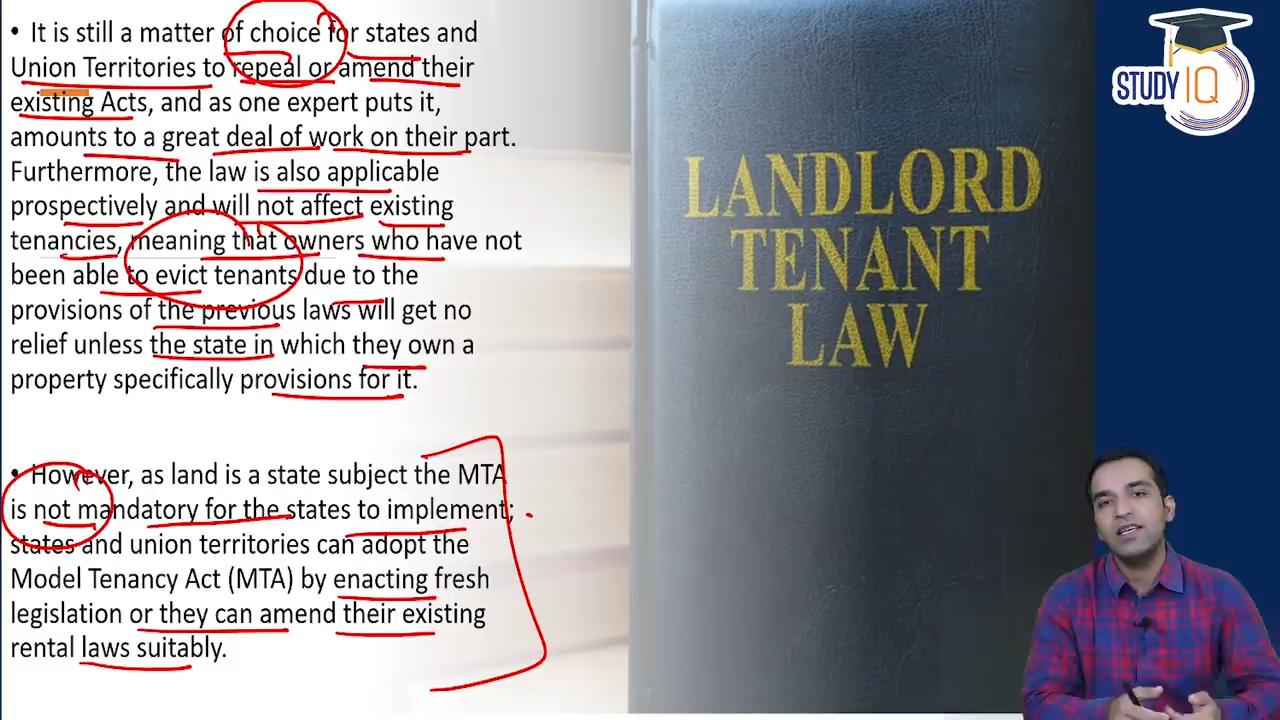 • It is still a matter of choice for states and
Union Territories to repeal or amend their
existing Acts, and as one expert puts it,
amounts to a great deal of work on their part.
Furthermore, the law is also applicable
prospectively and will not affect existing
tenancies, meaning that owners who have not
been able to evict tenants due to the
provisions of the previous laws will get no
relief unless the state in which they own a
property specifically provisions for it.
• However, as land is a state subject the MTA
is not mandatory for the states to implement;
states and union territories can adopt the
Model Tenancy Act (MTA) by enacting fresh
legislation or they can amend their existing
rental laws suitably.
LANDLORD
TENANT
LAW
STUDY IQ